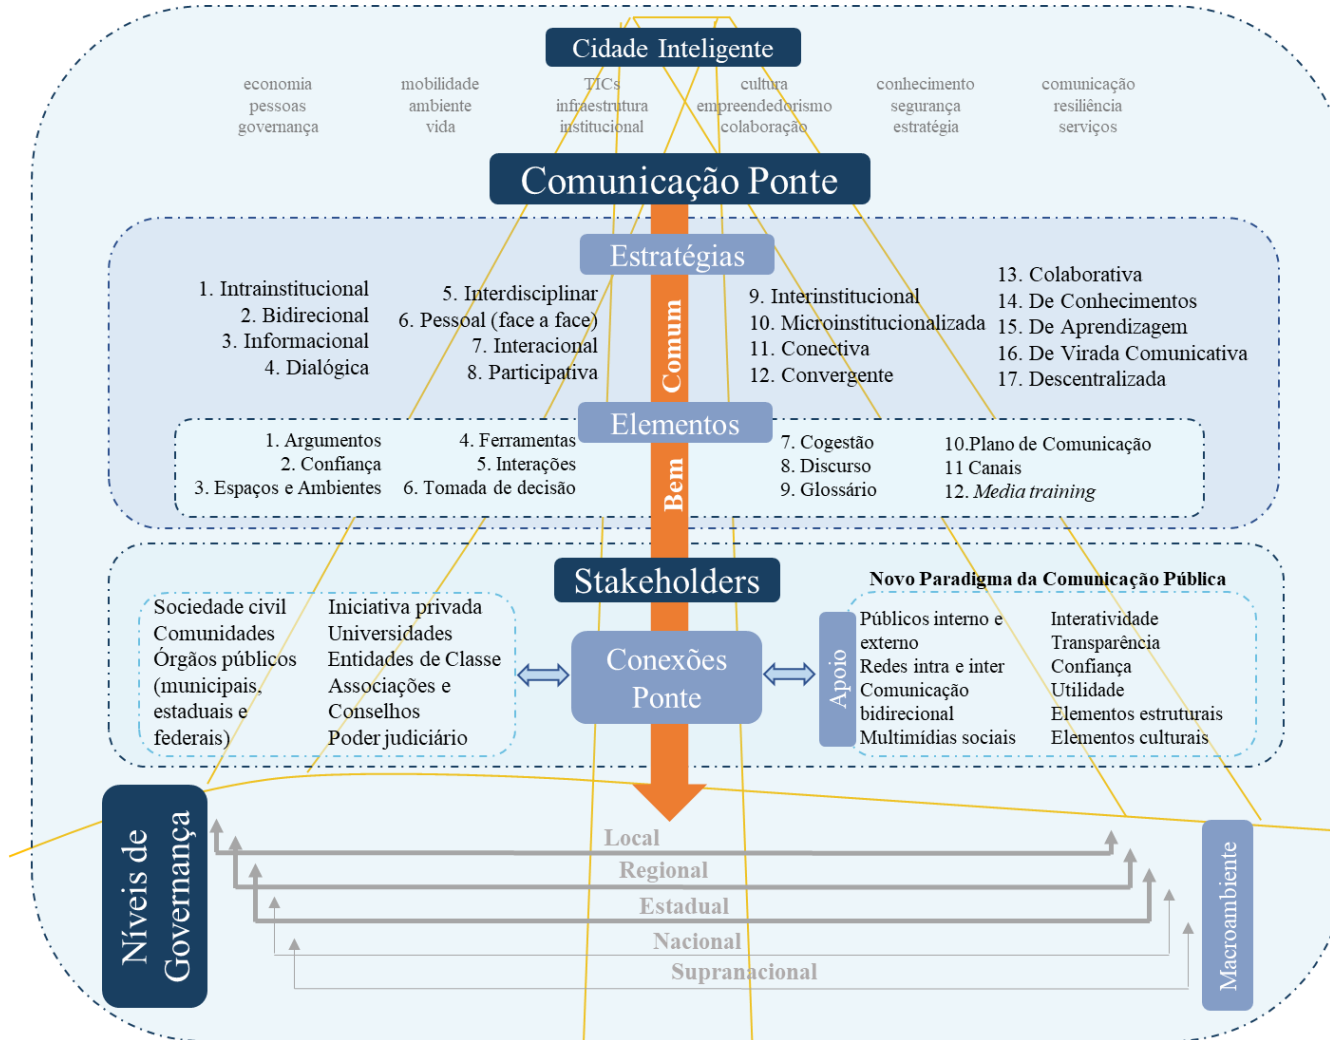 Cidade Inteligente
economia
pessoas
governança
mobilidade
ambiente
vida
TICs
infraestrutura
institucional
cultura
empreendedorismo
colaboração
conhecimento
segurança
estratégia
comunicação
resiliência
serviços
Comunicação Ponte
Estratégias
1. Intrainstitucional
2. Bidirecional
3. Informacional
4. Dialógica
5. Interdisciplinar
6. Pessoal (face a face)
7. Interacional
8. Participativa
9. Interinstitucional
10. Microinstitucionalizada
11. Conectiva
12. Convergente
13. Colaborativa
14. De Conhecimentos
15. De Aprendizagem
16. De Virada Comunicativa
17. Descentralizada
Bem Comum
Elementos
1. Argumentos
2. Confiança
3. Espaços e Ambientes
4. Ferramentas
5. Interações
6. Tomada de decisão
7. Cogestão
8. Discurso
9. Glossário
10.Plano de Comunicação
11 Canais
12. Media training
Stakeholders
Sociedade civil
Comunidades
Órgãos públicos
(municipais,
estaduais e
federais)
Iniciativa privada
Universidades
Entidades de Classe
Associações e
Conselhos
Poder judiciário
Conexões
Ponte
Novo Paradigma da Comunicação Pública
Apoio
Públicos interno e
externo
Redes intra e inter
Comunicação
bidirecional
Multimídias sociais
Interatividade
Transparência
Confiança
Utilidade
Elementos estruturais
Elementos culturais
Níveis de
Governança
Local
Regional
Estadual
Nacional
Supranacional
Macroambiente